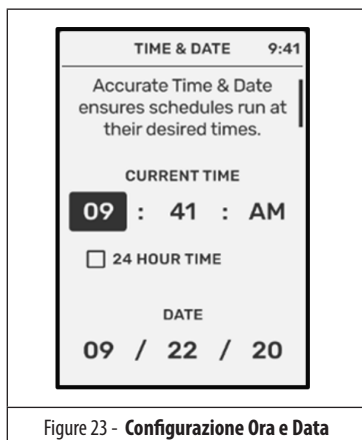 TIME & DATE 9:41
Accurate Time & Date
ensures schedules run at
their desired times.
CURRENT TIME
09 : 41 : AM
24 HOUR TIME
DATE
09 / 22 / 20
Figure 23 - Configurazione Ora e Data